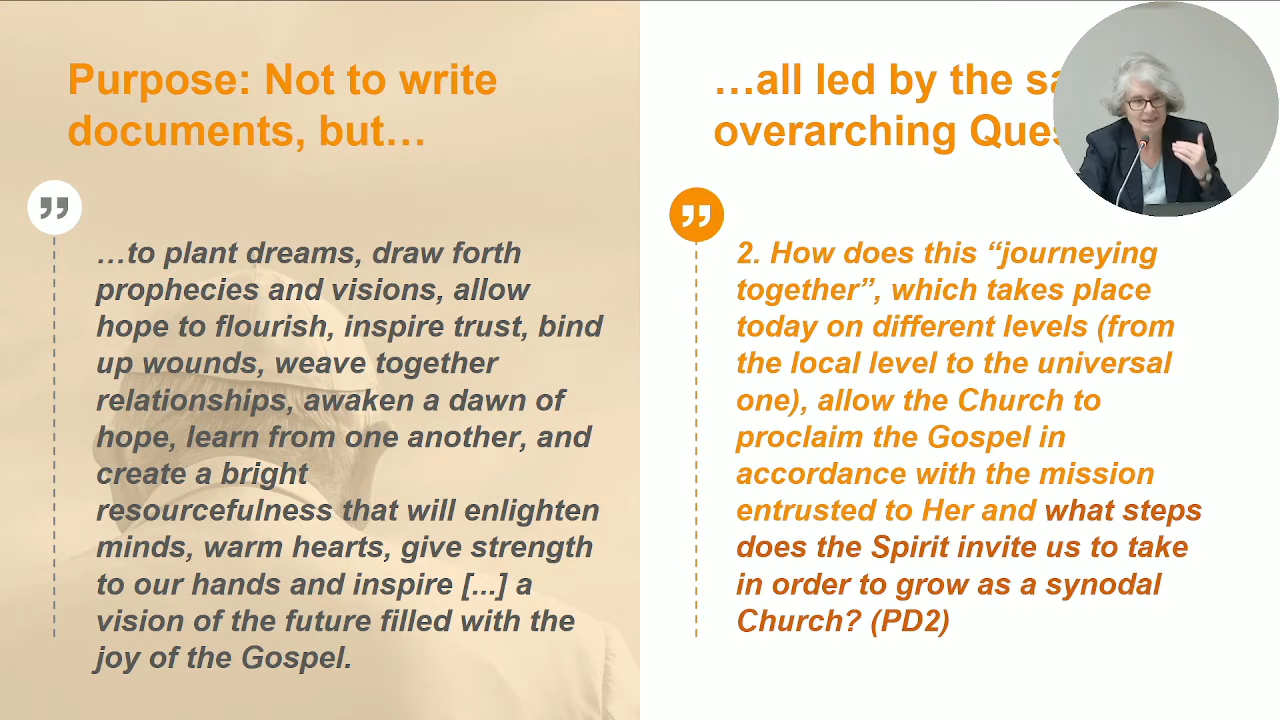 Purpose: Not to write
documents, but…
…to plant dreams, draw forth
prophecies and visions, allow
hope to flourish, inspire trust, bind
up wounds, weave together
relationships, awaken a dawn of
hope, learn from one another, and
create a bright
resourcefulness that will enlighten
minds, warm hearts, give strength
to our hands and inspire [...] a
vision of the future filled with the
joy of the Gospel.
…all led by the
overarching
2. How does this “journeying
together”, which takes place
today on different levels (from
the local level to the universal
one), allow the Church to
proclaim the Gospel in
accordance with the mission
entrusted to Her and what steps
does the Spirit invite us to take
in order to grow as a synodal
Church? (PD2)